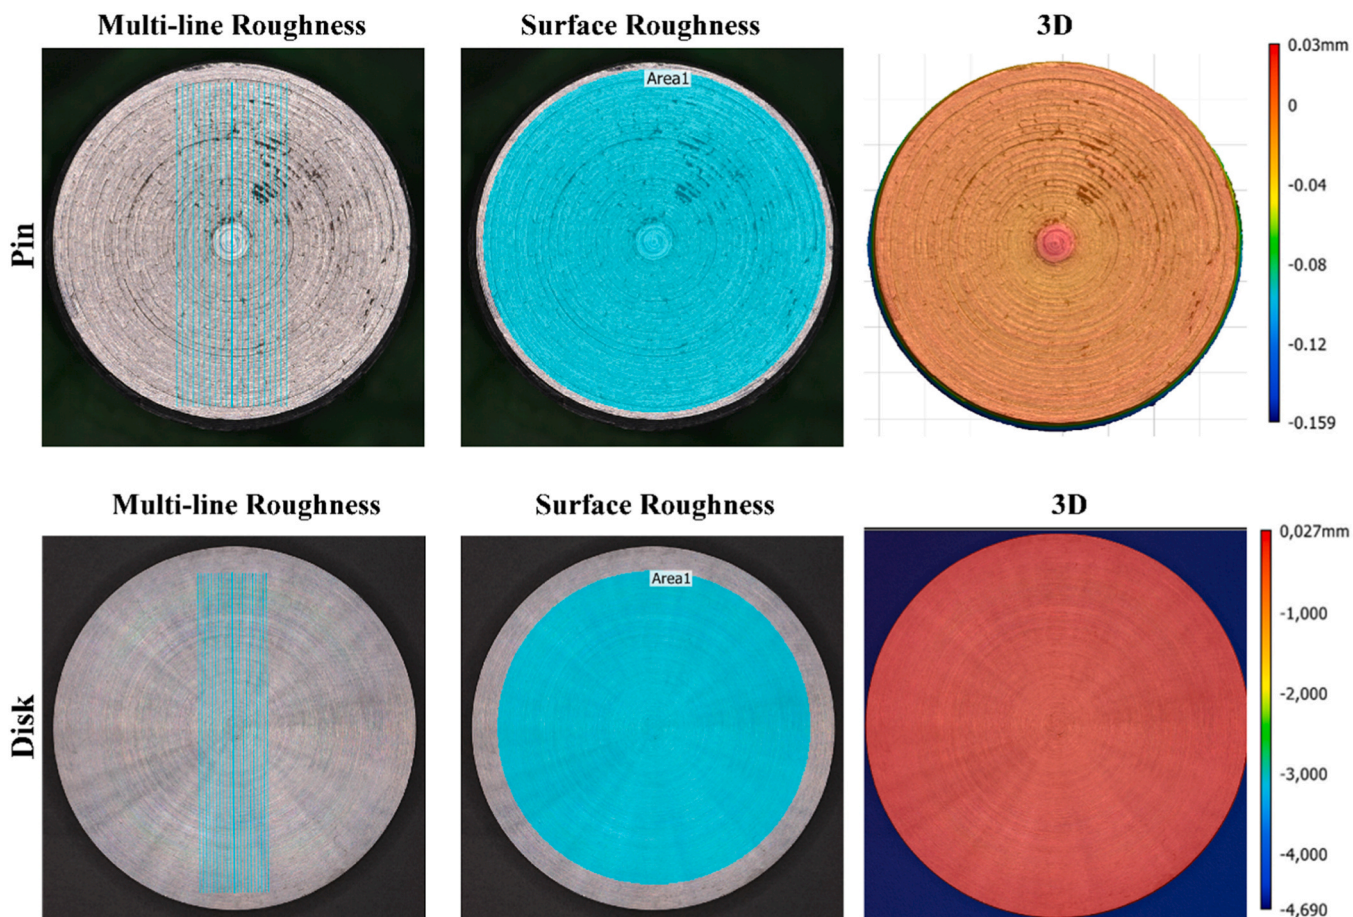 Multi-line Roughness
Surface Roughness
3D
Pin
Area1
0.03mm
0
-0.04
-0.08
-0.12
-0.159
Multi-line Roughness
Surface Roughness
3D
Disk
Area1
0,027mm
-1,000
-2,000
-3,000
-4,000
-4,690